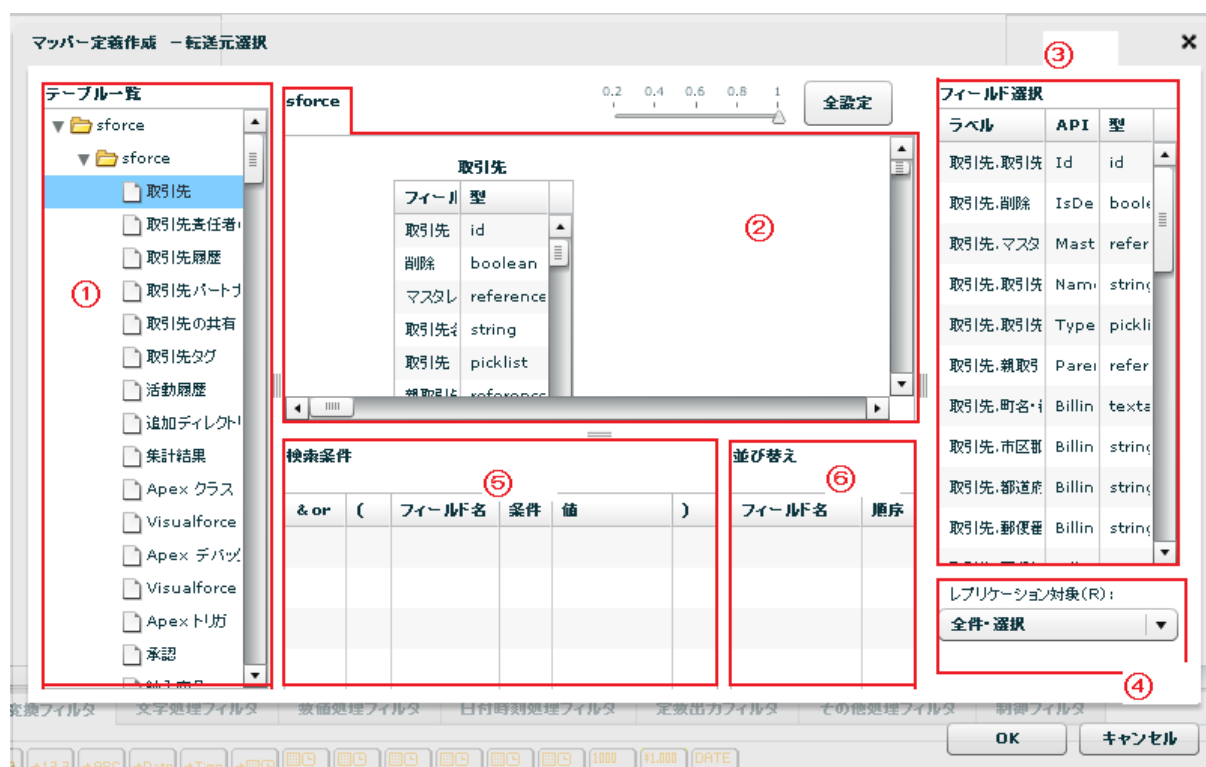 マッパー定義作成 －転送元選択
③
テーブル一覧
sforce
sforce
取引先
取引先責任者
取引先履歴
取引先パートナ
取引先の共有
取引先タグ
活動履歴
追加ディレクトリ
集計結果
Apex クラス
Visualforce
Apex デバッ
Visualforce
Apex トリガ
承認
①
sforce
0.2 0.4 0.6 0.8 1
全設定
取引先
フィール 型
取引先 id
削除 boolean
マスタレ reference
取引先名 string
取引先 picklist
親取引先 reference
②
フィールド選択
ラベル API 型
取引先.取引先 Id id
取引先.削除 IsDe boole
取引先.マスタ Mast refer
取引先.取引先 Nam string
取引先.取引先 Type pickli
取引先.親取引 Pare refer
取引先.町名・ Billin texta
取引先.市区郡 Billin string
取引先.都道府 Billin string
取引先.郵便番 Billin string
検索条件
⑤
& or ( フィールド名 条件 値 )
並び替え
⑥
フィールド名 順序
レプリケーション対象(R):
全件・選択
④
変換フィルタ 文字処理フィルタ 数値処理フィルタ 日付時刻処理フィルタ 定数出力フィルタ その他処理フィルタ 制御フィルタ
OK キャンセル
1000 ¥1,000 DATE